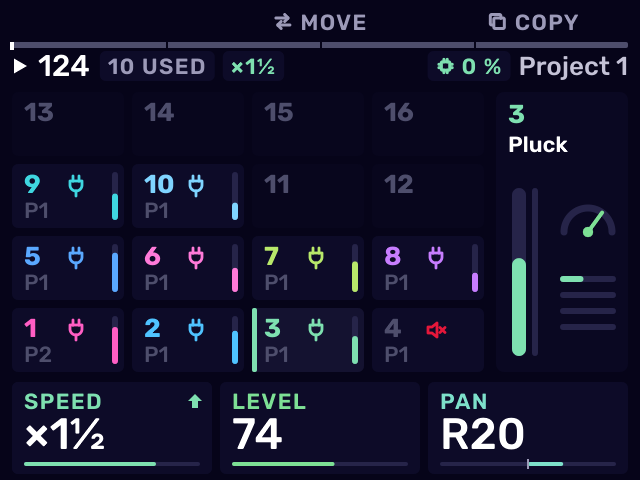 MOVE COPY
124 10 USED ×1½ 0 % Project 1
13 14 15 16
3
Pluck
9 10 11 12
P1 P1
5 6 7 8
P1 P1 P1 P1
1 2 3 4
P2 P1 P1 P1
SPEED LEVEL PAN
×1½ 74 R20